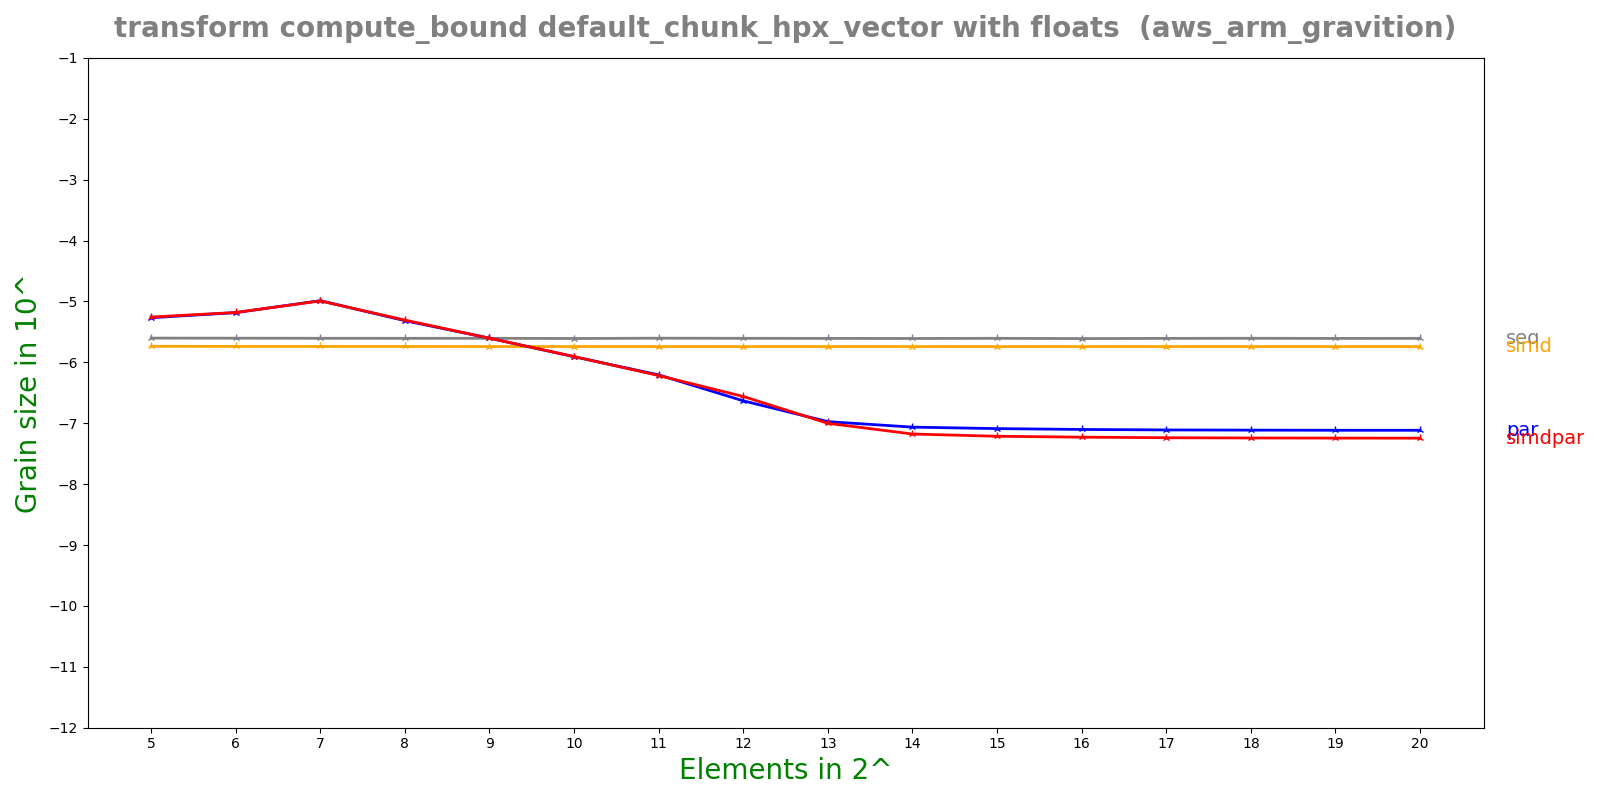 transform compute_bound default_chunk_hpx_vector with floats  (aws_arm_gravition)
Grain size in 10^
−1
−2
−3
−4
−5
−6
−7
−8
−9
−10
−11
−12
seq
simd
par
simdpar
5 6 7 8 9 10 11 12 13 14 15 16 17 18 19 20
Elements in 2^